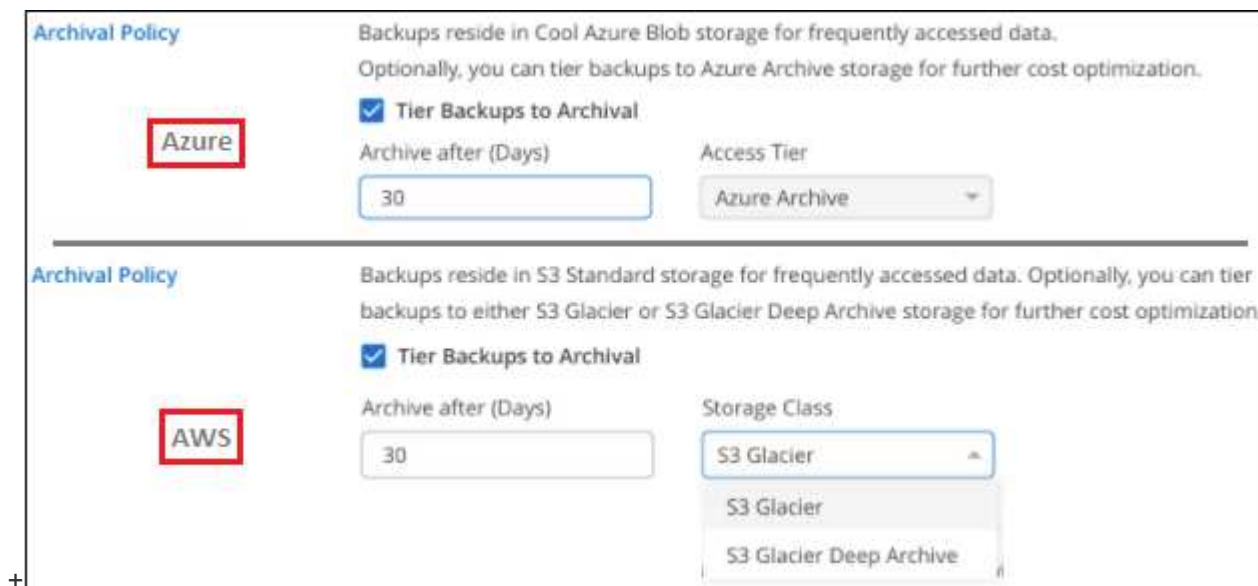 Archival Policy
Backups reside in Cool Azure Blob storage for frequently accessed data.
Optionally, you can tier backups to Azure Archive storage for further cost optimization.
Azure
Tier Backups to Archival
Archive after (Days) Access Tier
30 Azure Archive
Archival Policy
Backups reside in S3 Standard storage for frequently accessed data. Optionally, you can tier
backups to either S3 Glacier or S3 Glacier Deep Archive storage for further cost optimization
Tier Backups to Archival
AWS
Archive after (Days) Storage Class
30 S3 Glacier
S3 Glacier
S3 Glacier Deep Archive
+